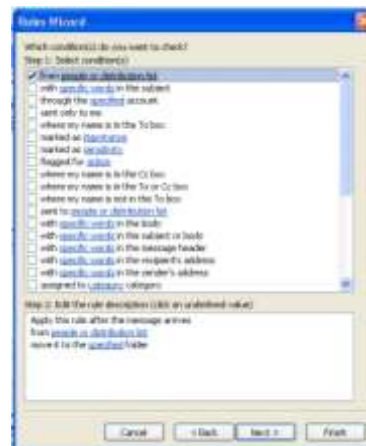 Rules Wizard
Which condition(s) do you want to check?
Step 1: Select condition(s)
from people or distribution list
with specific words in the subject
through the specified account
sent only to me
where my name is in the To box
marked as importance
marked as sensitivity
flagged for action
where my name is in the Cc box
where my name is in the To or Cc box
where my name is not in the To box
sent to people or distribution list
with specific words in the body
with specific words in the subject or body
with specific words in the message header
with specific words in the recipient's address
with specific words in the sender's address
assigned to category category
Step 2: Edit the rule description (click an underlined value)
Apply this rule after the message arrives
from people or distribution list
move it to the specified folder
Cancel
< Back
Next >
Finish